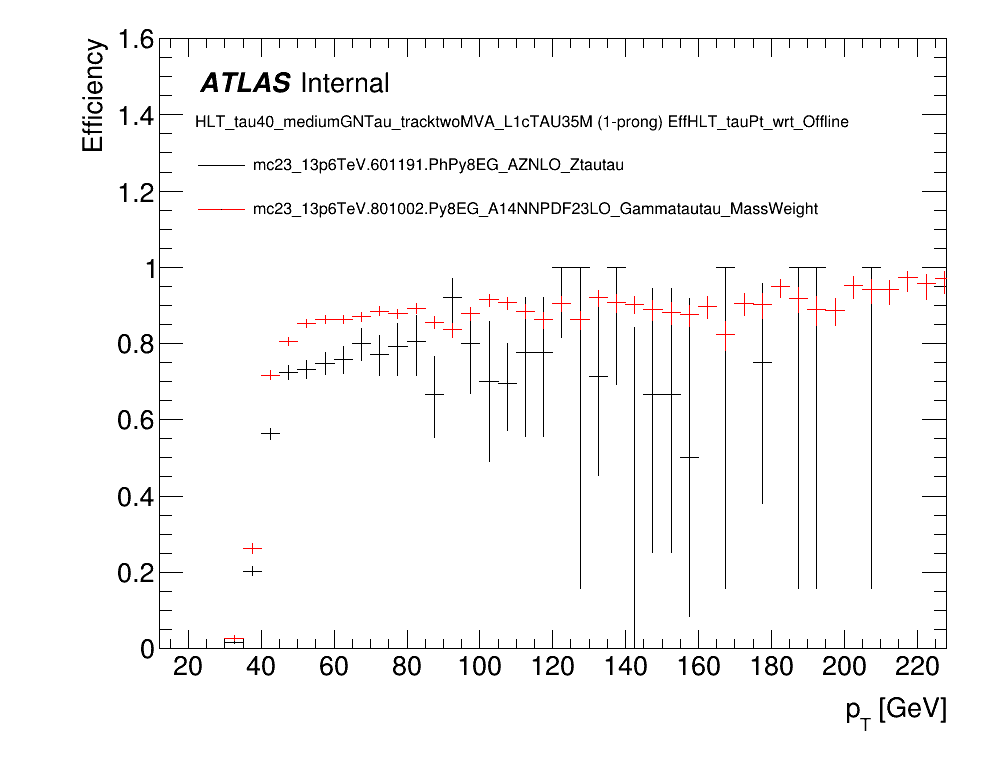 Efficiency
1.6
1.4
1.2
1
0.8
0.6
0.4
0.2
0
ATLAS Internal
HLT_tau40_mediumGNTau_tracktwoMVA_L1cTAU35M (1-prong) EffHLT_tauPt_wrt_Offline
mc23_13p6TeV.601191.PhPy8EG_AZNLO_Ztautau
mc23_13p6TeV.801002.Py8EG_A14NNPDF23LO_Gammatautau_MassWeight
20 40 60 80 100 120 140 160 180 200 220
p_T [GeV]